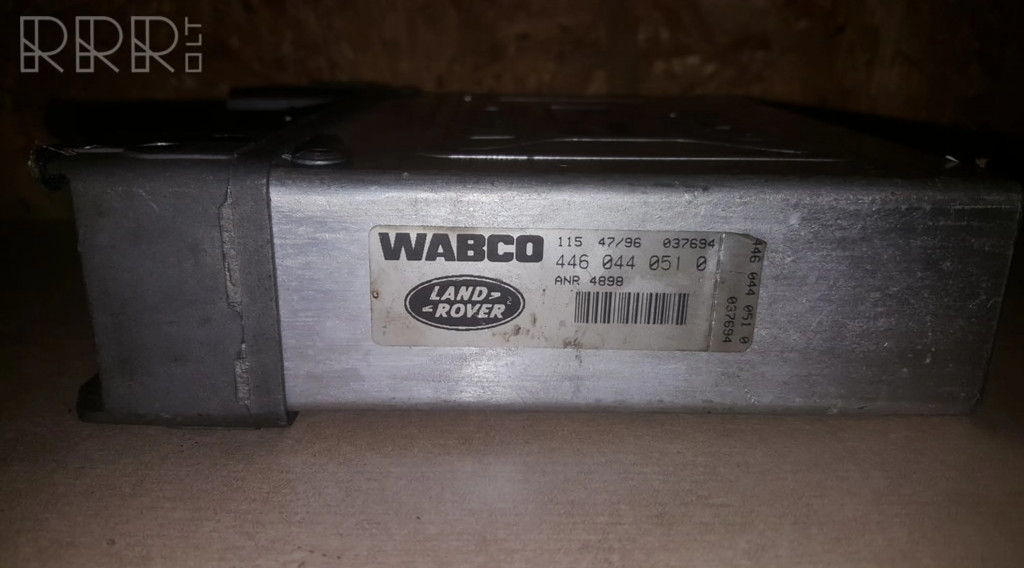 RRR.LT
WABCO 115 47/96 037694
446 044 051 0
ANR 4898
LAND
ROVER
446 044 051 0
037694